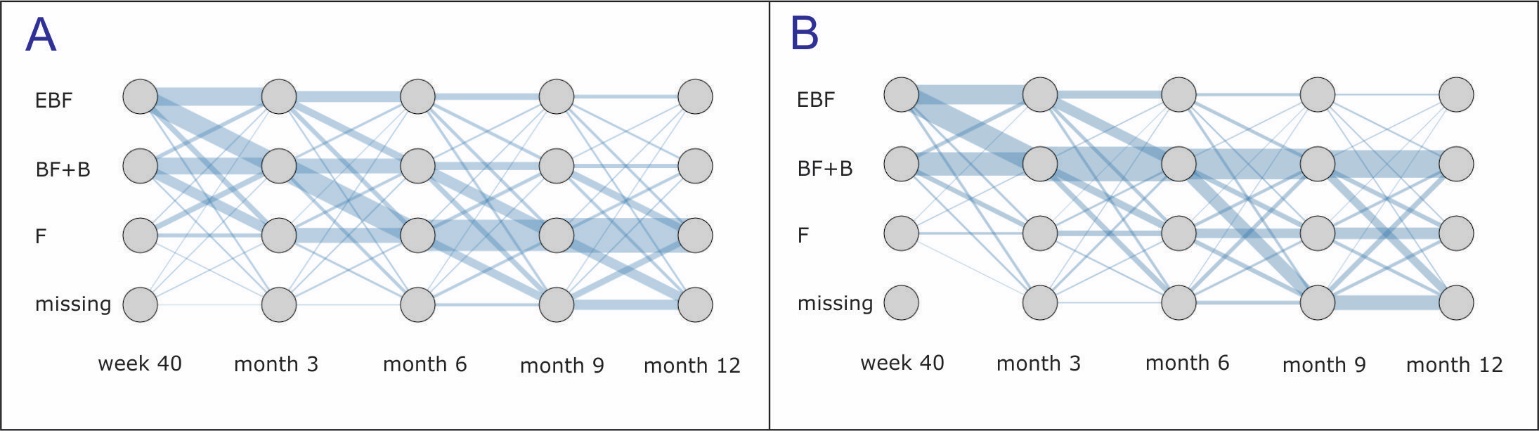 A
EBF
BF+B
F
missing
week 40 month 3 month 6 month 9 month 12
B
EBF
BF+B
F
missing
week 40 month 3 month 6 month 9 month 12